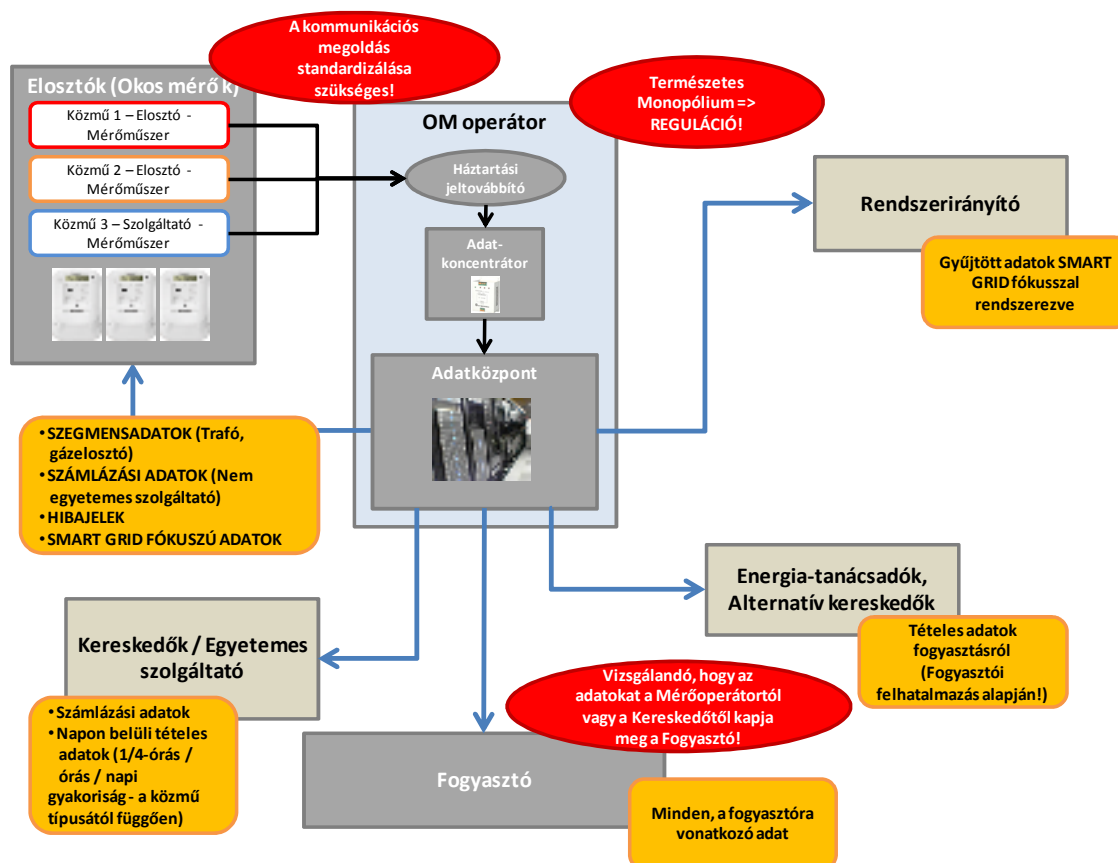 A kommunikációs
megoldás
standardizálása
szükséges!
Elosztók (Okos mérők)
Közmű 1 – Elosztó -
Mérőműszer
Közmű 2 – Elosztó -
Mérőműszer
Közmű 3 – Szolgáltató -
Mérőműszer
OM operátor
Természetes
Monopólium =>
REGULÁCIÓ!
Háztartási
jeltovábbító
Adat-
koncentrátor
Adatközpont
Rendszerirányító
Gyűjtött adatok SMART
GRID fókusszal
rendszerezve
• SZEGMENSADATOK (Trafó,
gázelosztó)
• SZÁMLÁZÁSI ADATOK (Nem
egyetemes szolgáltató)
• HIBAJELEK
• SMART GRID FÓKUSZÚ ADATOK
Energia-tanácsadók,
Alternatív kereskedők
Tételes adatok
fogyasztásról
(Fogyasztói
felhatalmazás alapján!)
Kereskedők / Egyetemes
szolgáltató
• Számlázási adatok
• Napon belüli tételes
adatok (1/4-órás /
órás / napi
gyakoriság - a közmű
típusától függően)
Vizsgálandó, hogy az
adatokat a Mérőoperátortól
vagy a Kereskedőtől kapja
meg a Fogyasztó!
Fogyasztó
Minden, a fogyasztóra
vonatkozó adat